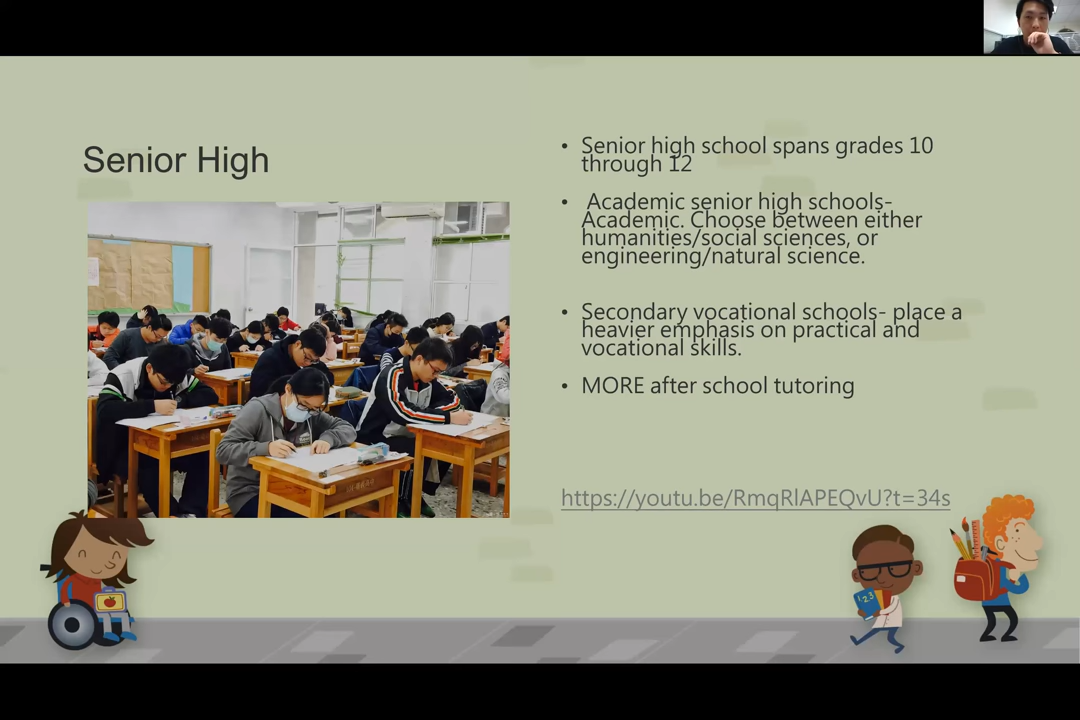 Senior High
• Senior high school spans grades 10
through 12
• Academic senior high schools-
Academic. Choose between either
humanities/social sciences, or
engineering/natural science.
• Secondary vocational schools- place a
heavier emphasis on practical and
vocational skills.
• MORE after school tutoring
https://youtu.be/RmqRlAPEQvU?t=34s
123